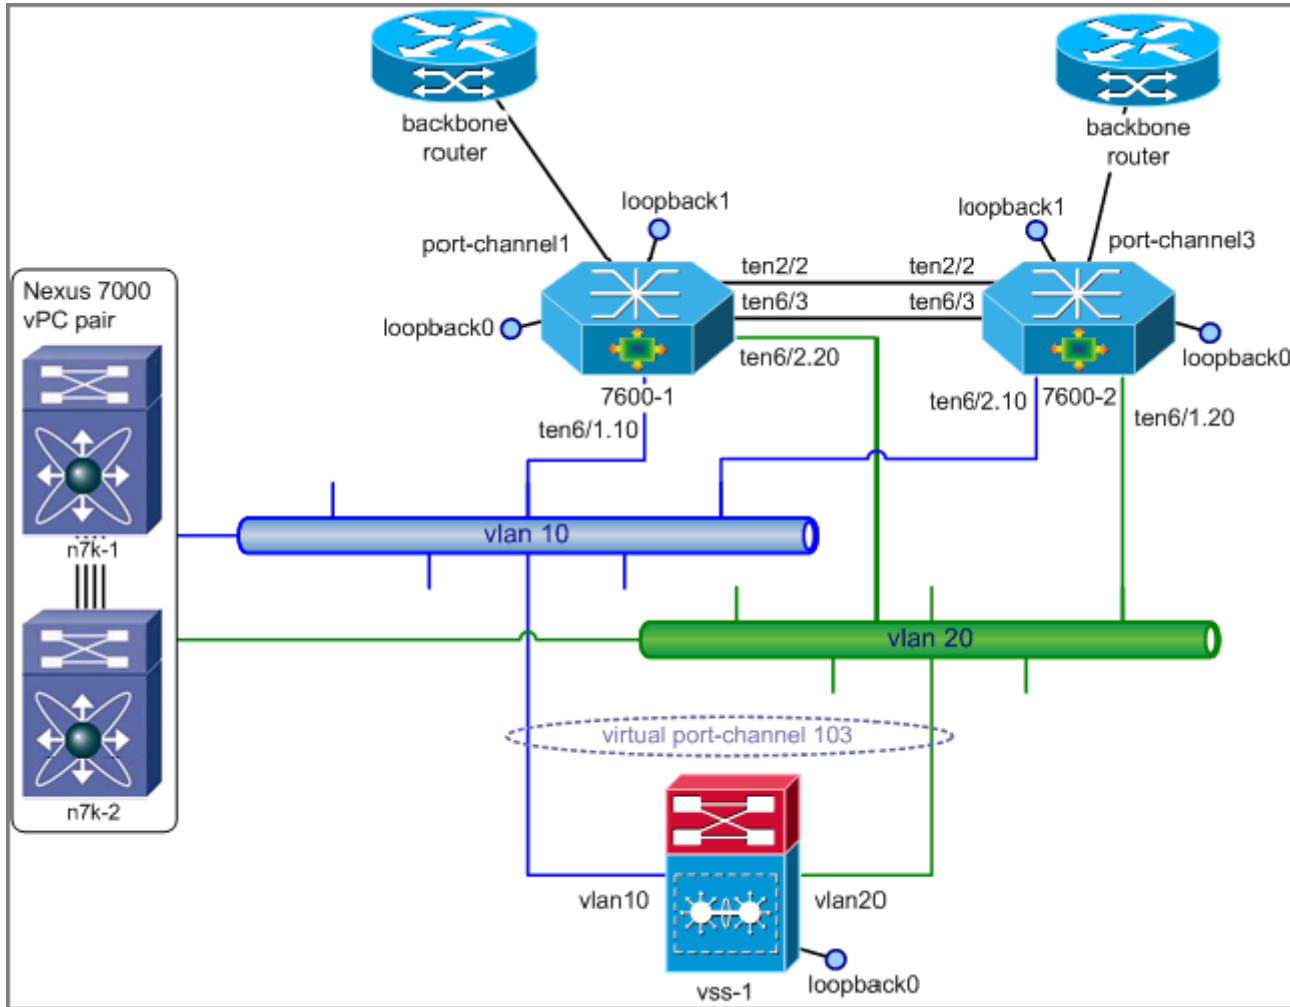 backbone
router
backbone
router
loopback1
loopback1
port-channel1
port-channel3
Nexus 7000
vPC pair
ten2/2
ten2/2
ten6/3
ten6/3
loopback0
loopback0
ten6/2.20
7600-1
ten6/2.10
7600-2
ten6/1.20
ten6/1.10
vlan 10
n7k-1
vlan 20
virtual port-channel 103
n7k-2
vlan10
vlan20
loopback0
vss-1